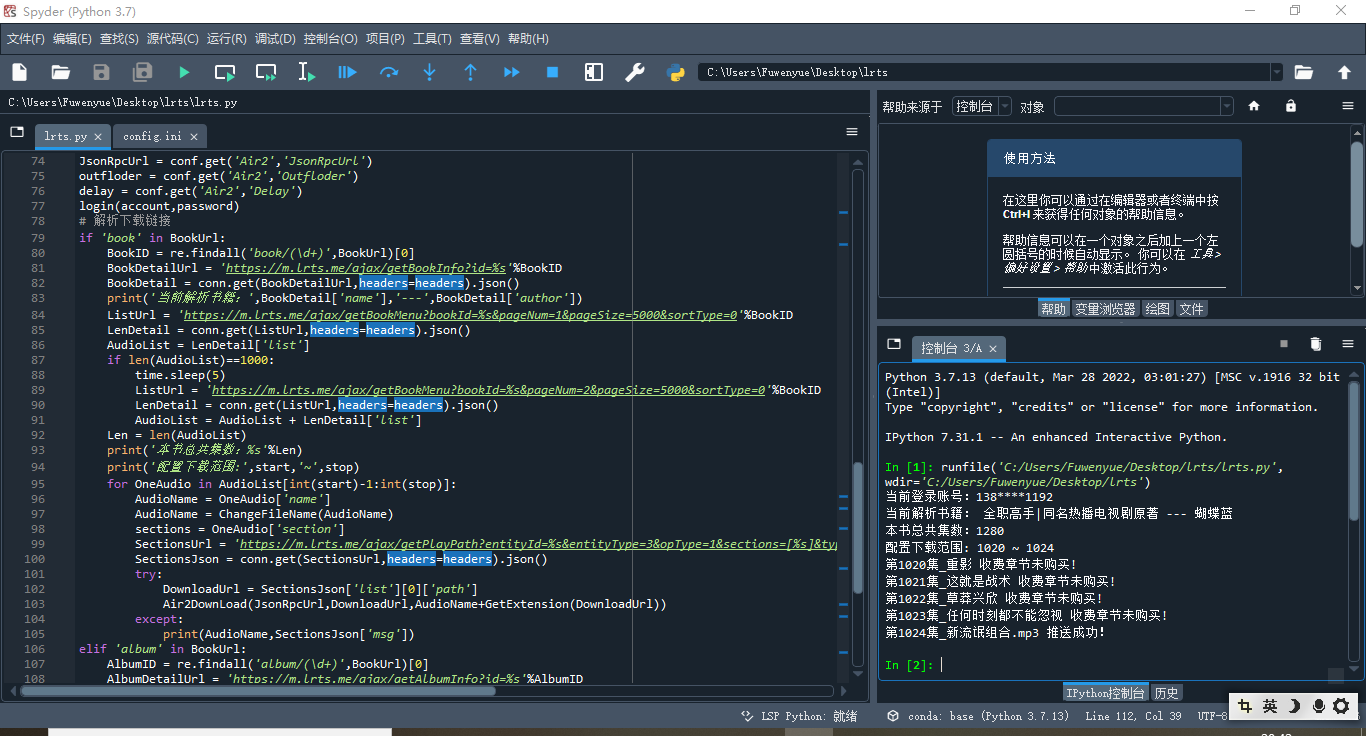 Spyder (Python 3.7)
文件(F) 编辑(E) 查找(S) 源代码(C) 运行(R) 调试(D) 控制台(O) 项目(P) 工具(T) 查看(V) 帮助(H)
C:\Users\Fuwenyue\Desktop\lrts
C:\Users\Fuwenyue\Desktop\lrts\lrts.py
lrts.py config.ini
74 JsonRpcUrl = conf.get('Air2','JsonRpcUrl')
75 outfloder = conf.get('Air2','Outfloder')
76 delay = conf.get('Air2','Delay')
77 login(account,password)
78 # 解析下载链接
79 if 'book' in BookUrl:
80 BookID = re.findall('book/(\d+)',BookUrl)[0]
81 BookDetailUrl = 'https://m.lrts.me/ajax/getBookInfo?id=%s'%BookID
82 BookDetail = conn.get(BookDetailUrl,headers=headers).json()
83 print('当前解析书籍：',BookDetail['name'],'---',BookDetail['author'])
84 ListUrl = 'https://m.lrts.me/ajax/getBookMenu?bookId=%s&pageNum=1&pageSize=5000&sortType=0'%BookID
85 LenDetail = conn.get(ListUrl,headers=headers).json()
86 AudioList = LenDetail['list']
87 if len(AudioList)==1000:
88 time.sleep(5)
89 ListUrl = 'https://m.lrts.me/ajax/getBookMenu?bookId=%s&pageNum=2&pageSize=5000&sortType=0'%BookID
90 LenDetail = conn.get(ListUrl,headers=headers).json()
91 AudioList = AudioList + LenDetail['list']
92 Len = len(AudioList)
93 print('本书总共集数：%s'%Len)
94 print('配置下载范围:',start,'~',stop)
95 for OneAudio in AudioList[int(start)-1:int(stop)]:
96 AudioName = OneAudio['name']
97 AudioName = ChangeFileName(AudioName)
98 sections = OneAudio['section']
99 SectionsUrl = 'https://m.lrts.me/ajax/getPlayPath?entityId=%s&entityType=3&opType=1&sections=[%s]&ty
100 SectionsJson = conn.get(SectionsUrl,headers=headers).json()
101 try:
102 DownloadUrl = SectionsJson['list'][0]['path']
103 Air2DownLoad(JsonRpcUrl,DownloadUrl,AudioName+GetExtension(DownloadUrl))
104 except:
105 print(AudioName,SectionsJson['msg'])
106 elif 'album' in BookUrl:
107 AlbumID = re.findall('album/(\d+)',BookUrl)[0]
108 AlbumDetailUrl = 'https://m.lrts.me/ajax/getAlbumInfo?id=%s'%AlbumID
帮助来源于 控制台 对象
使用方法
在这里你可以通过在编辑器或者终端中按
Ctrl+I 来获得任何对象的帮助信息。
帮助信息可以在一个对象之后加上一个左
圆括号的时候自动显示。 你可以在 工具>
偏好设置 > 帮助中激活此行为。
帮助 变量浏览器 绘图 文件
控制台 3/A
Python 3.7.13 (default, Mar 28 2022, 03:01:27) [MSC v.1916 32 bit
(Intel)]
Type "copyright", "credits" or "license" for more information.
IPython 7.31.1 -- An enhanced Interactive Python.
In [1]: runfile('C:/Users/Fuwenyue/Desktop/lrts/lrts.py',
wdir='C:/Users/Fuwenyue/Desktop/lrts')
当前登录账号: 138****1192
当前解析书籍： 全职高手|同名热播电视剧原著 --- 蝴蝶蓝
本书总共集数：1280
配置下载范围: 1020 ~ 1024
第1020集_重影 收费章节未购买!
第1021集_这就是战术 收费章节未购买!
第1022集_草莽兴欣 收费章节未购买!
第1023集_任何时刻都不能忽视 收费章节未购买!
第1024集_新流氓组合.mp3 推送成功!
In [2]:
IPython控制台 历史
LSP Python: 就绪 conda: base (Python 3.7.13) Line 112, Col 39 UTF-8
英